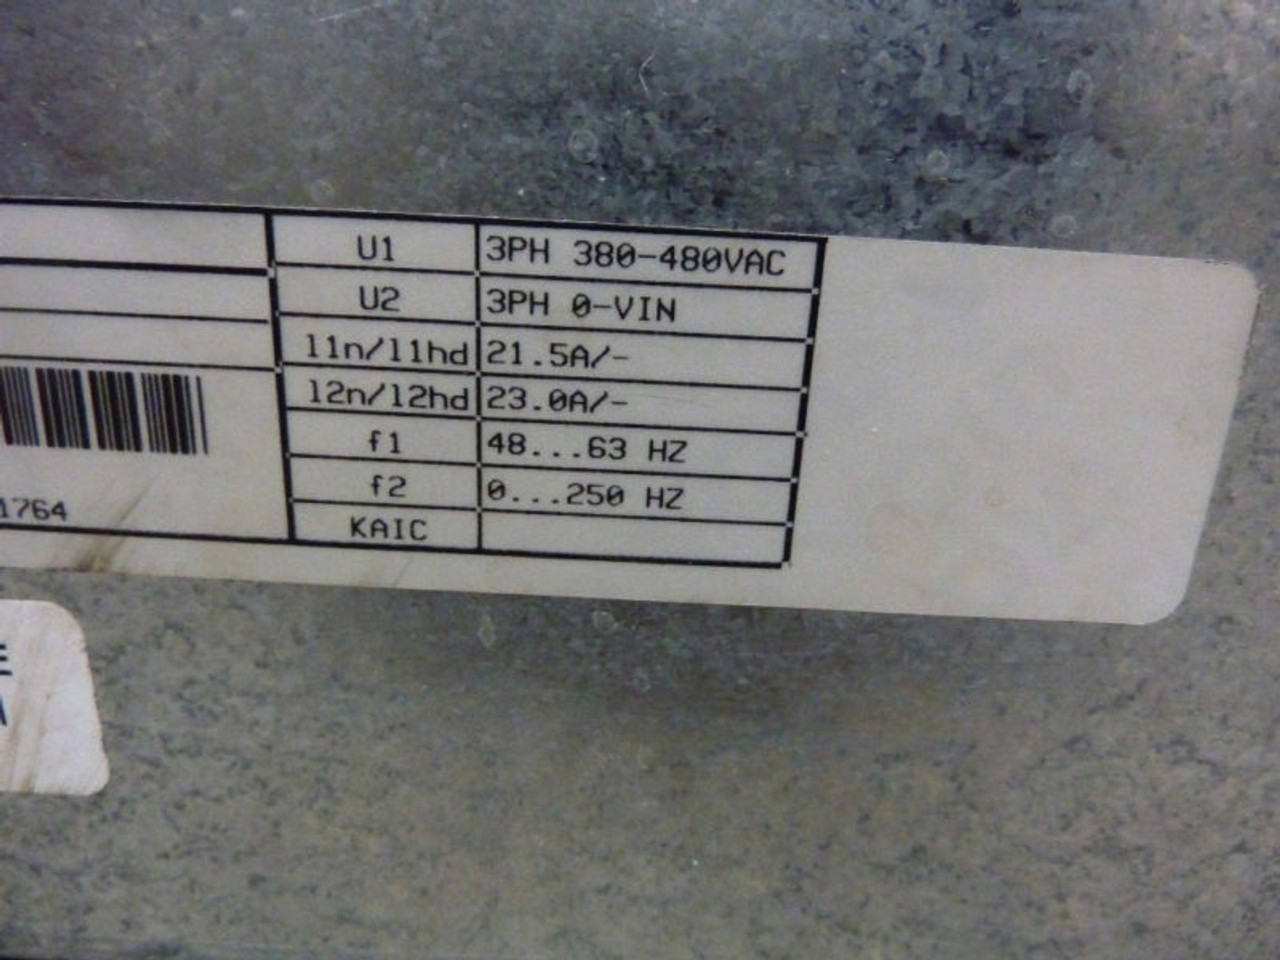 U1 3PH 380-480VAC
U2 3PH 0-VIN
I1n/I1hd 21.5A/-
I2n/I2hd 23.0A/-
f1 48...63 HZ
f2 0...250 HZ
KAIC
1764